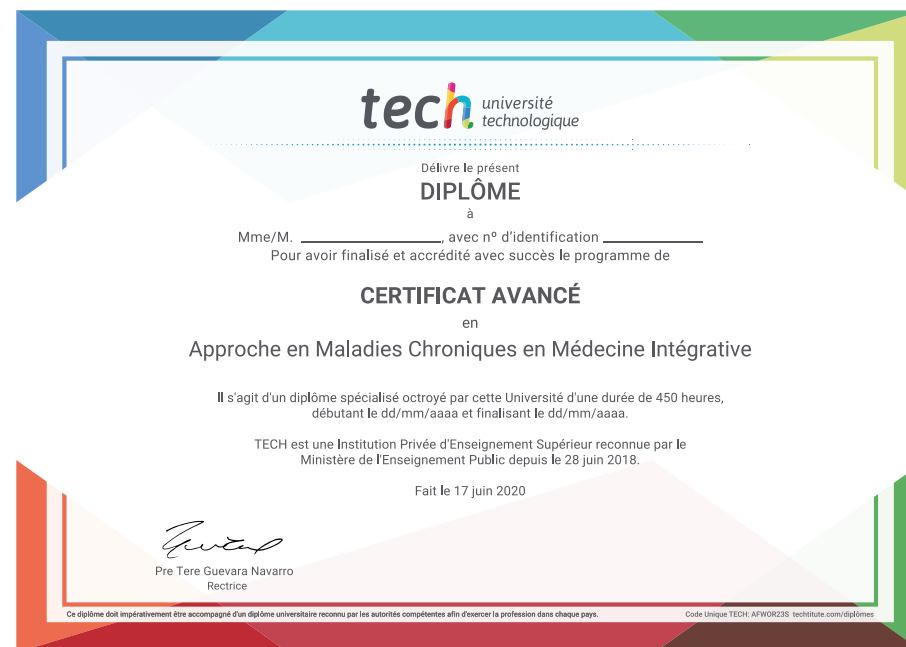 tech université
technologique
Délivre le présent
DIPLÔME
à
Mme/M. ____________________, avec nº d'identification ______________
Pour avoir finalisé et accrédité avec succès le programme de
CERTIFICAT AVANCÉ
en
Approche en Maladies Chroniques en Médecine Intégrative
Il s'agit d'un diplôme spécialisé octroyé par cette Université d'une durée de 450 heures,
débutant le dd/mm/aaaa et finalisant le dd/mm/aaaa.
TECH est une Institution Privée d'Enseignement Supérieur reconnue par le
Ministère de l'Enseignement Public depuis le 28 juin 2018.
Fait le 17 juin 2020
Pre Tere Guevara Navarro
Rectrice
Ce diplôme doit impérativement être accompagné d'un diplôme universitaire reconnu par les autorités compétentes afin d'exercer la profession dans chaque pays.
Code Unique TECH: AFWOR23S techtitute.com/diplômes